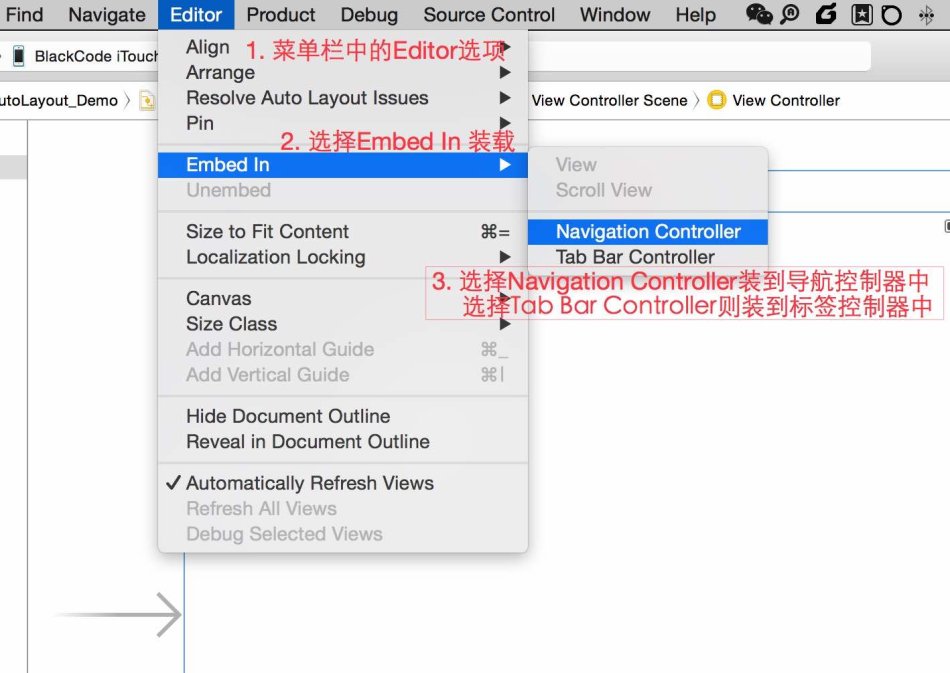 Find Navigate Editor Product Debug Source Control Window Help
BlackCode iTouch
Align
1. 菜单栏中的Editor选项
Arrange
Resolve Auto Layout Issues
utoLayout_Demo
View Controller Scene
View Controller
Pin
2. 选择Embed In 装载
Embed In
View
Unembed
Scroll View
Size to Fit Content ⌘=
Navigation Controller
Localization Locking
Tab Bar Controller
3. 选择Navigation Controller装到导航控制器中
选择Tab Bar Controller则装到标签控制器中
Canvas
Size Class
Add Horizontal Guide ⌘_
Add Vertical Guide ⌘|
Hide Document Outline
Reveal in Document Outline
✓ Automatically Refresh Views
Refresh All Views
Debug Selected Views